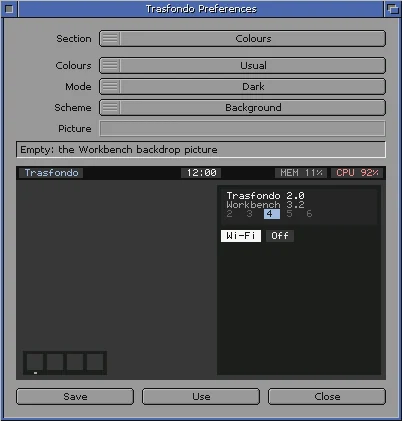 Trasfondo Preferences
Section Colours
Colours Usual
Mode Dark
Scheme Background
Picture
Empty: the Workbench backdrop picture
Trasfondo 12:00 MEM 11% CPU 92%
Trasfondo 2.0
Workbench 3.2
2 3 4 5 6
Wi-Fi Off
Save Use Close